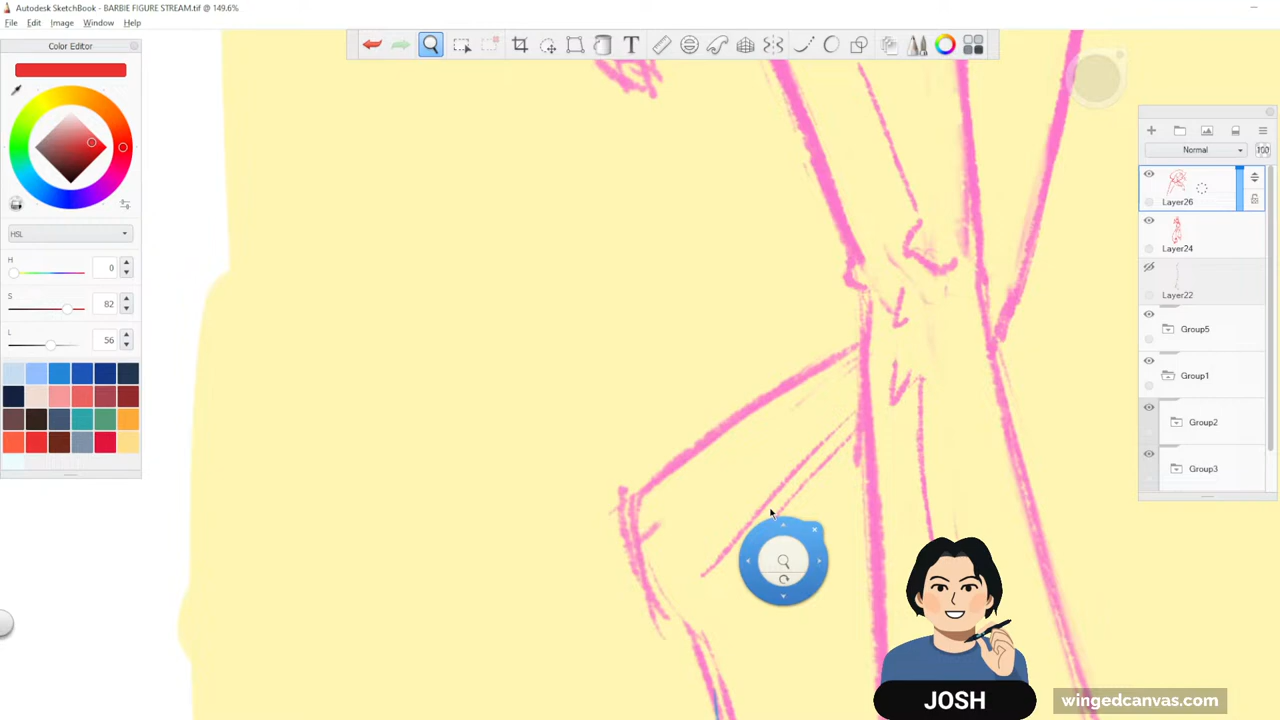 Autodesk SketchBook - BARBIE FIGURE STREAM.tif @ 149.6%
File Edit Image Window Help
Color Editor
HSL
H 0
S 82
L 56
T
Normal 100
Layer26
Layer24
Layer22
Group5
Group1
Group2
Group3
JOSH
wingedcanvas.com